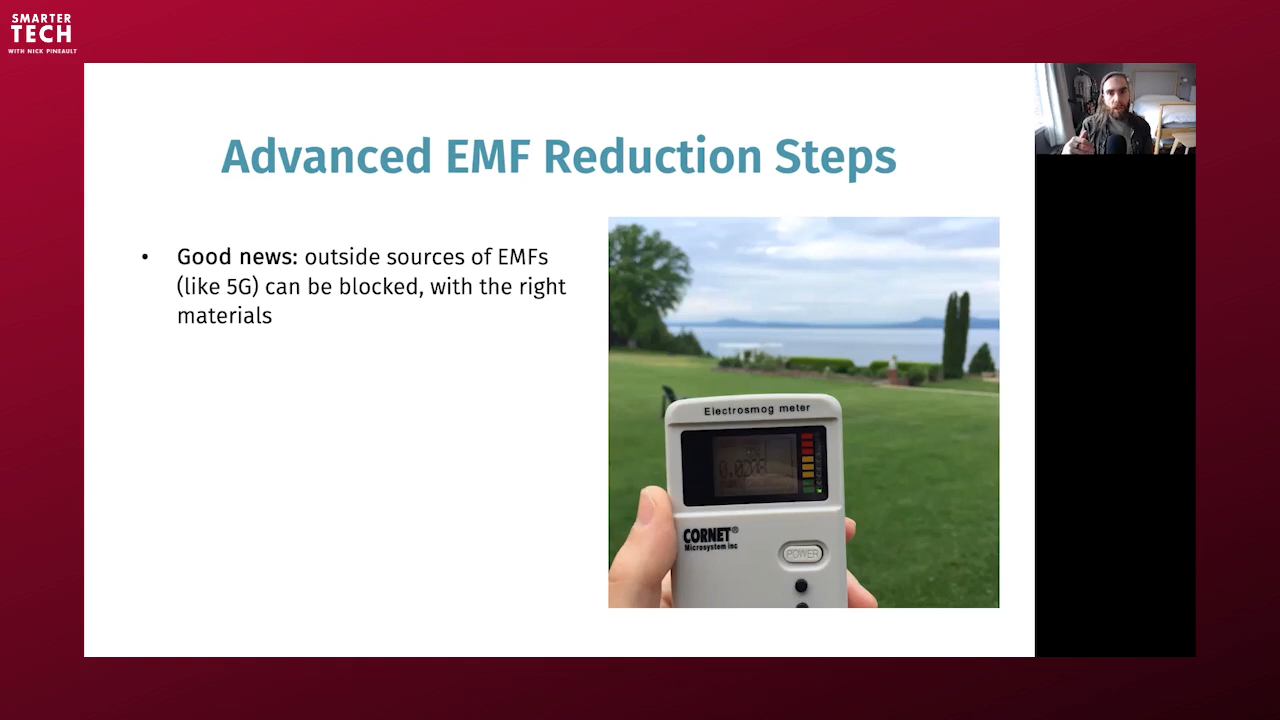 SMARTER
TECH
WITH NICK PINEAULT
Advanced EMF Reduction Steps
• Good news: outside sources of EMFs
(like 5G) can be blocked, with the right
materials
Electrosmog meter
CORNET®
Microsystem inc
POWER